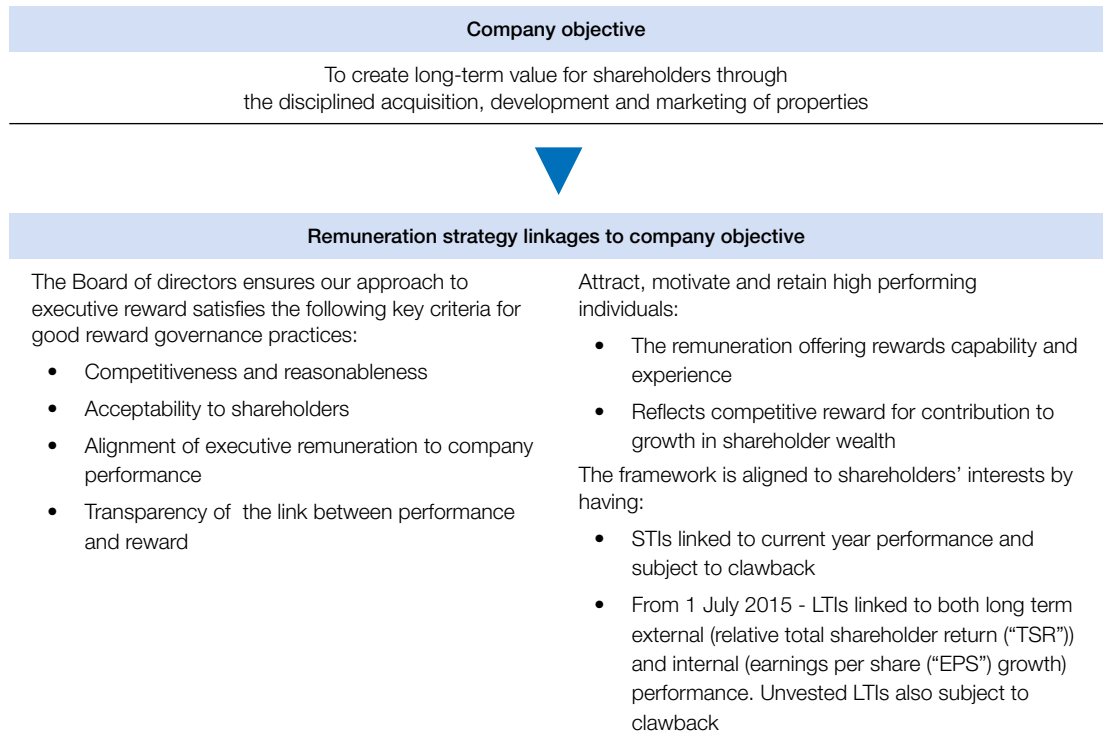 Company objective
To create long-term value for shareholders through
the disciplined acquisition, development and marketing of properties
Remuneration strategy linkages to company objective
The Board of directors ensures our approach to
executive reward satisfies the following key criteria for
good reward governance practices:
• Competitiveness and reasonableness
• Acceptability to shareholders
• Alignment of executive remuneration to company
performance
• Transparency of the link between performance
and reward
Attract, motivate and retain high performing
individuals:
• The remuneration offering rewards capability and
experience
• Reflects competitive reward for contribution to
growth in shareholder wealth
The framework is aligned to shareholders’ interests by
having:
• STIs linked to current year performance and
subject to clawback
• From 1 July 2015 - LTIs linked to both long term
external (relative total shareholder return (“TSR”))
and internal (earnings per share (“EPS”) growth)
performance. Unvested LTIs also subject to
clawback